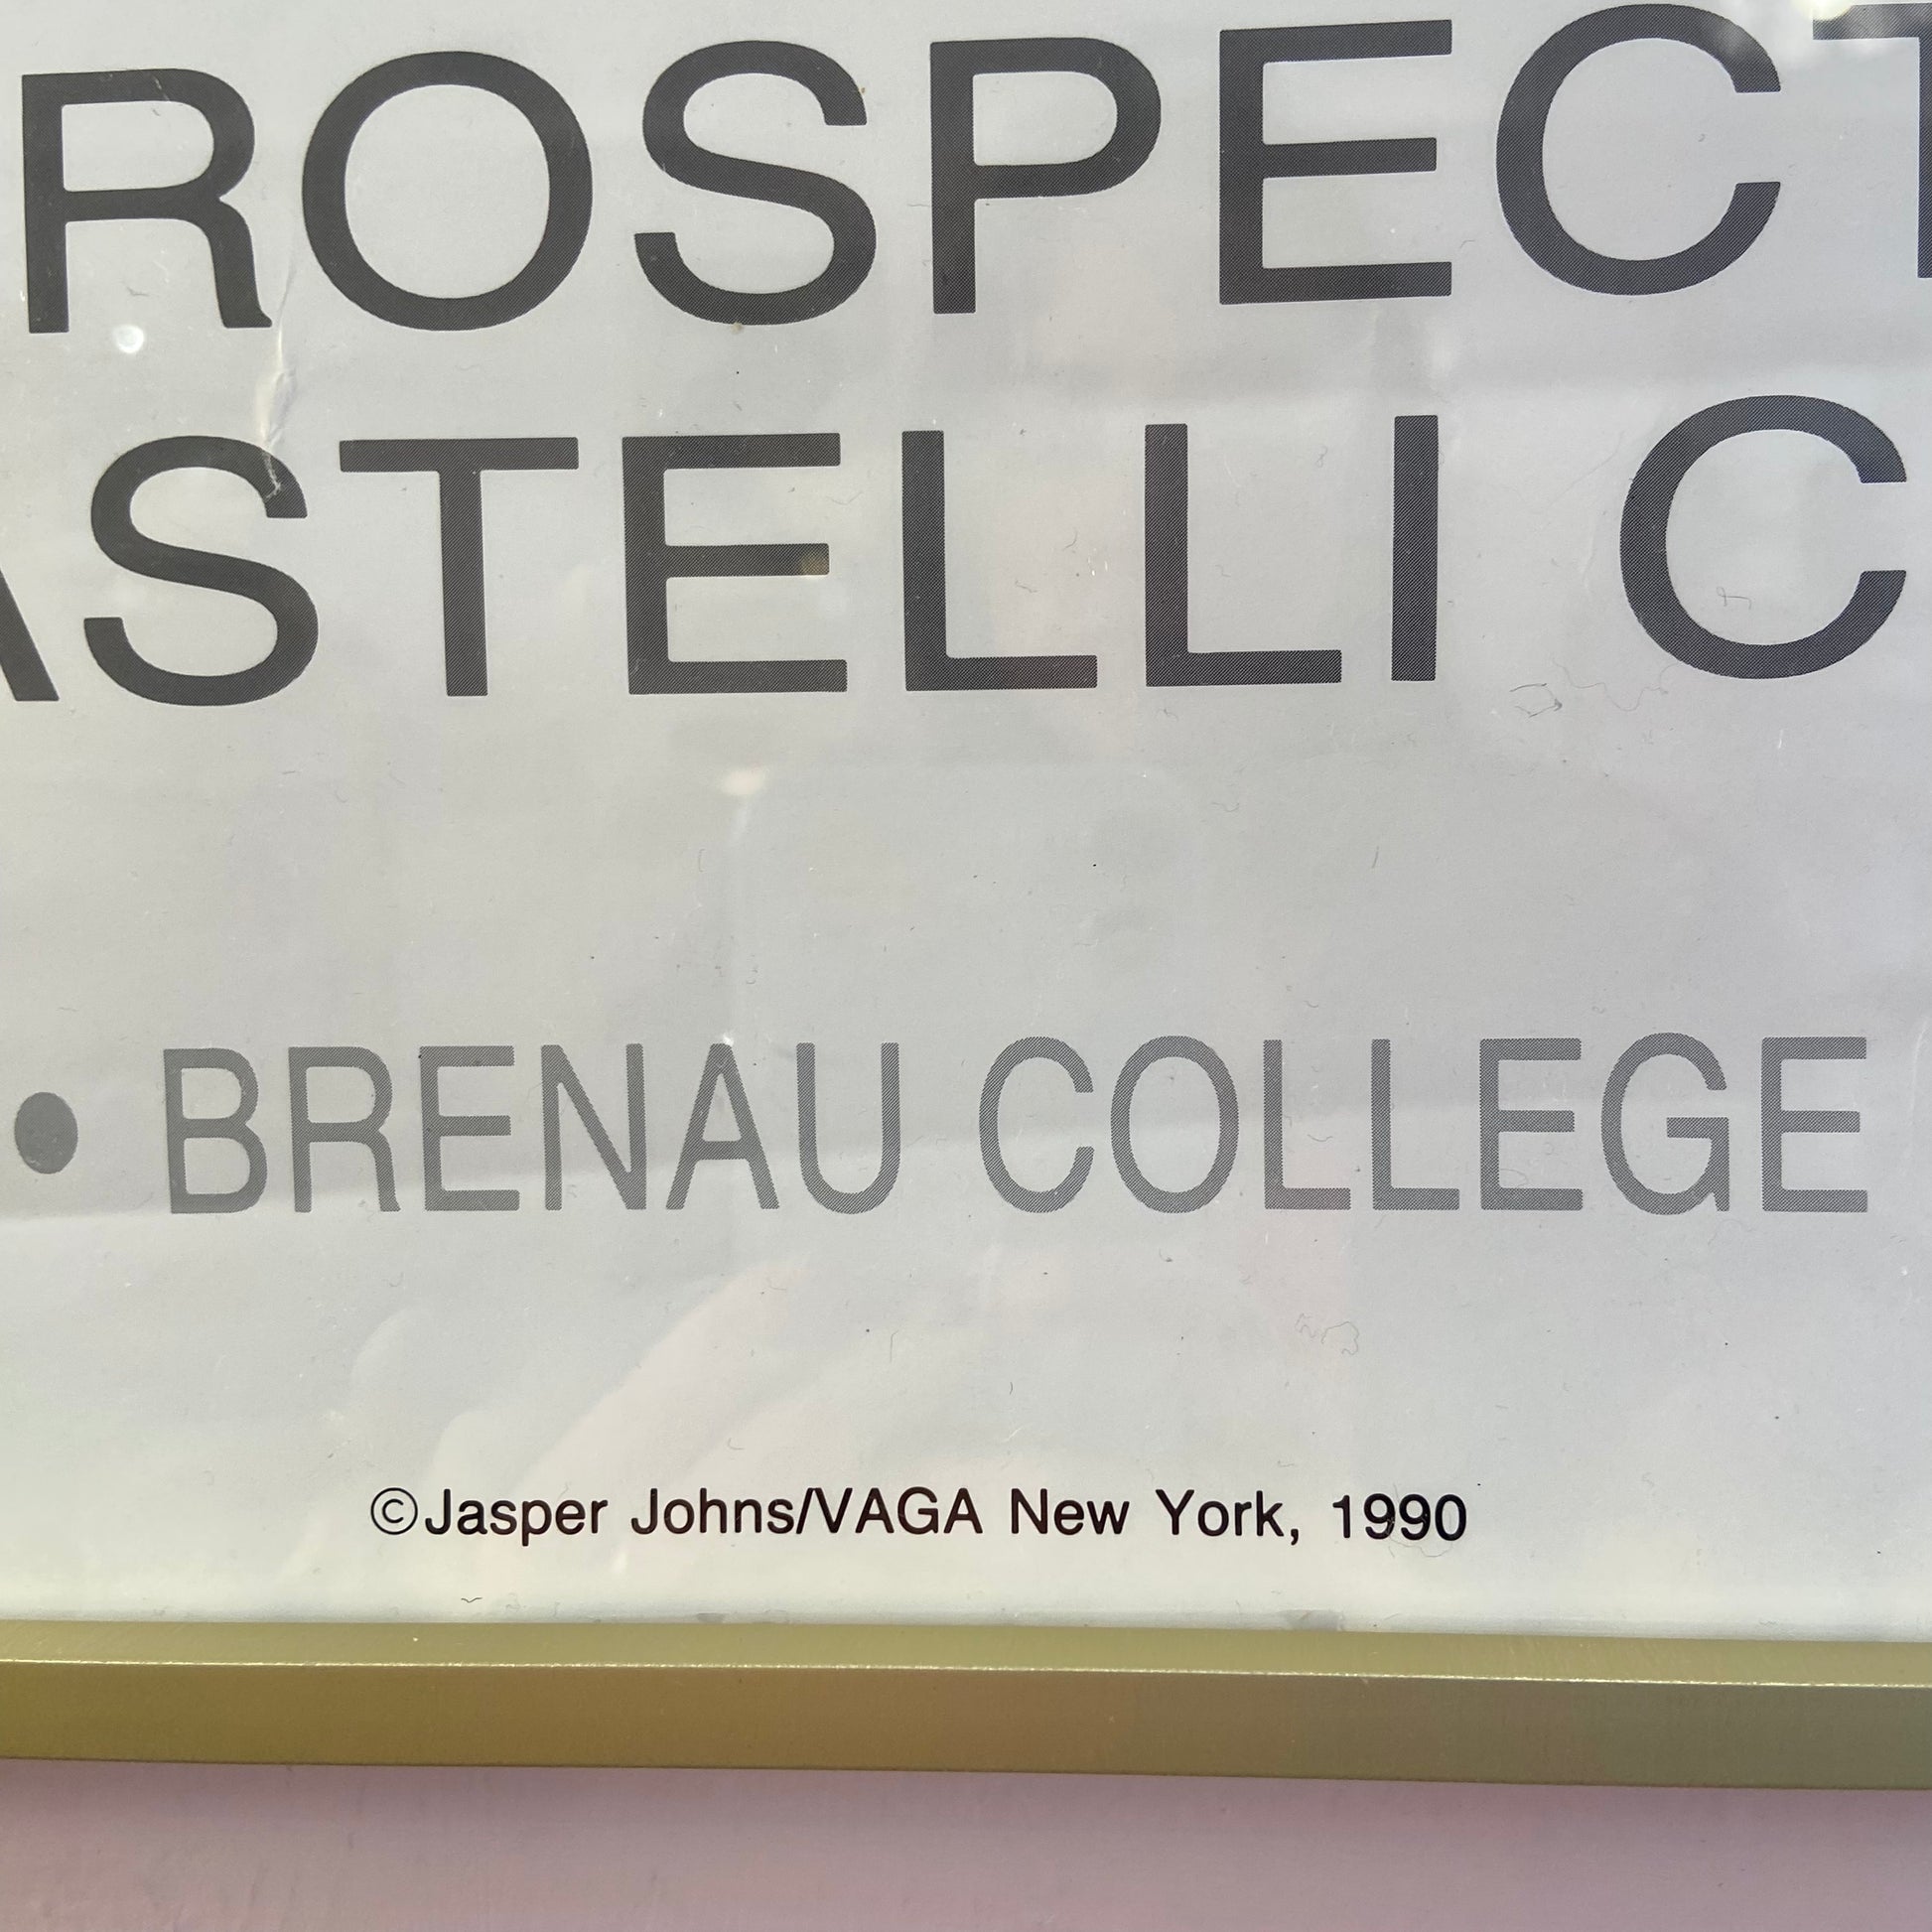 ROSPECT
ASTELLI C
• BRENAU COLLEGE
©Jasper Johns/VAGA New York, 1990